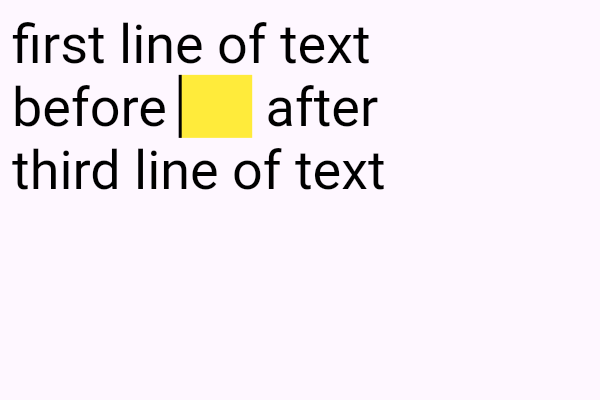 first line of text
before after
third line of text